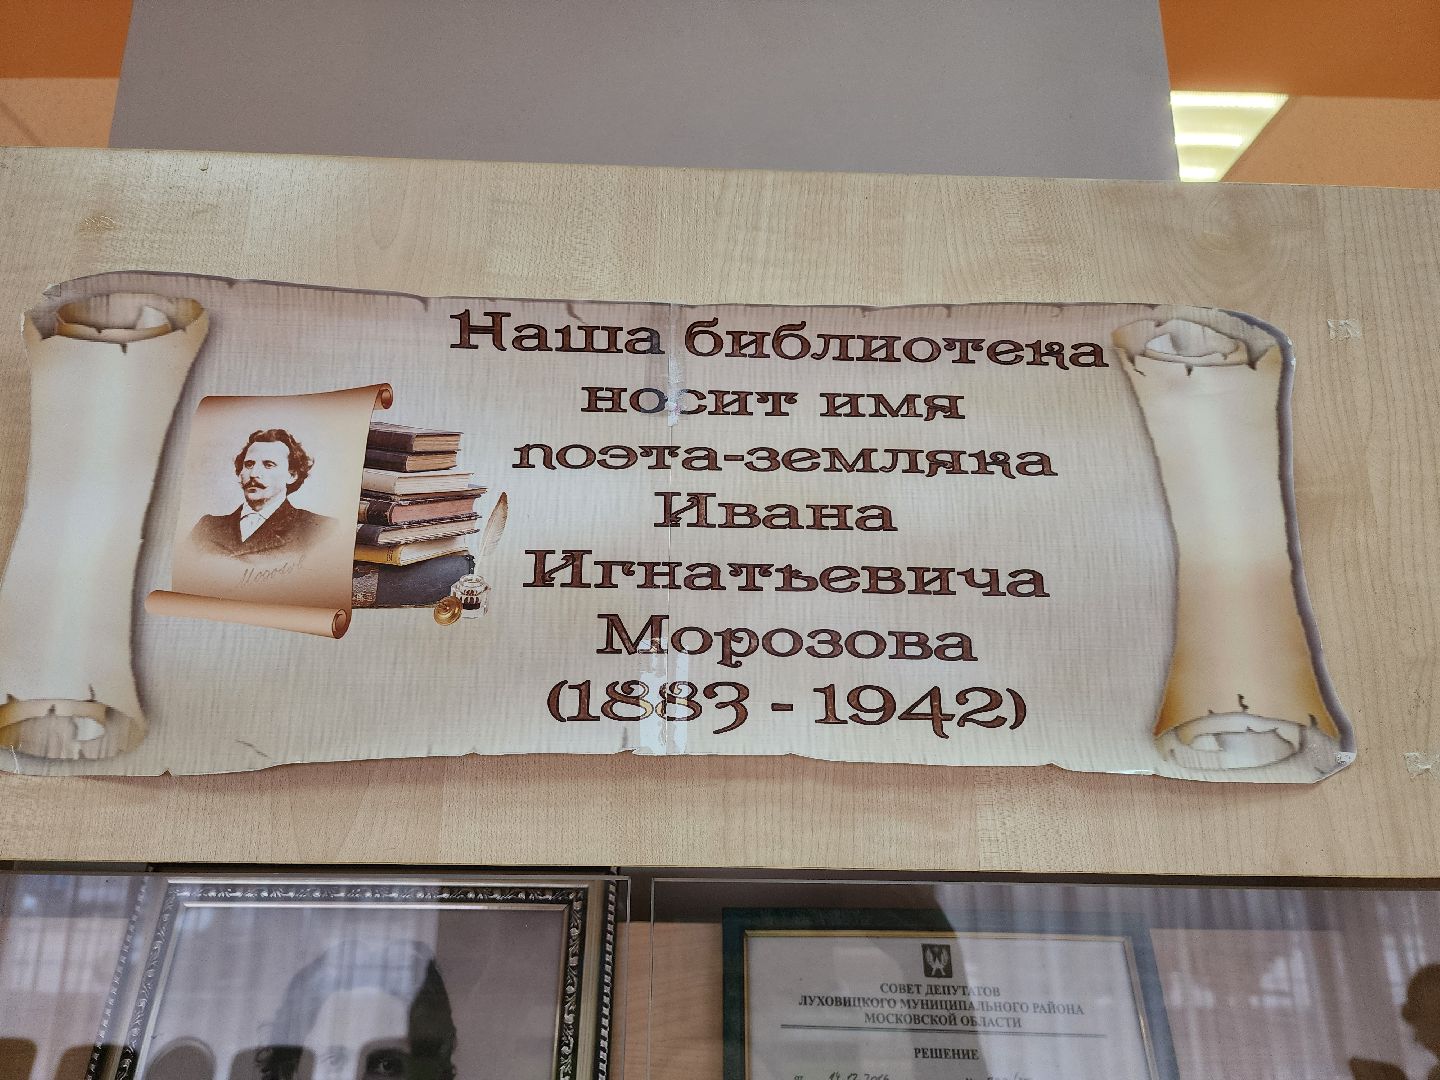 Наша библиотека
носит имя
поэта-земляка
Ивана
Игнатьевича
Морозова
(1883 - 1942)
Морозов
СОВЕТ ДЕПУТАТОВ
ЛУХОВИЦКОГО МУНИЦИПАЛЬНОГО РАЙОНА
МОСКОВСКОЙ ОБЛАСТИ
РЕШЕНИЕ